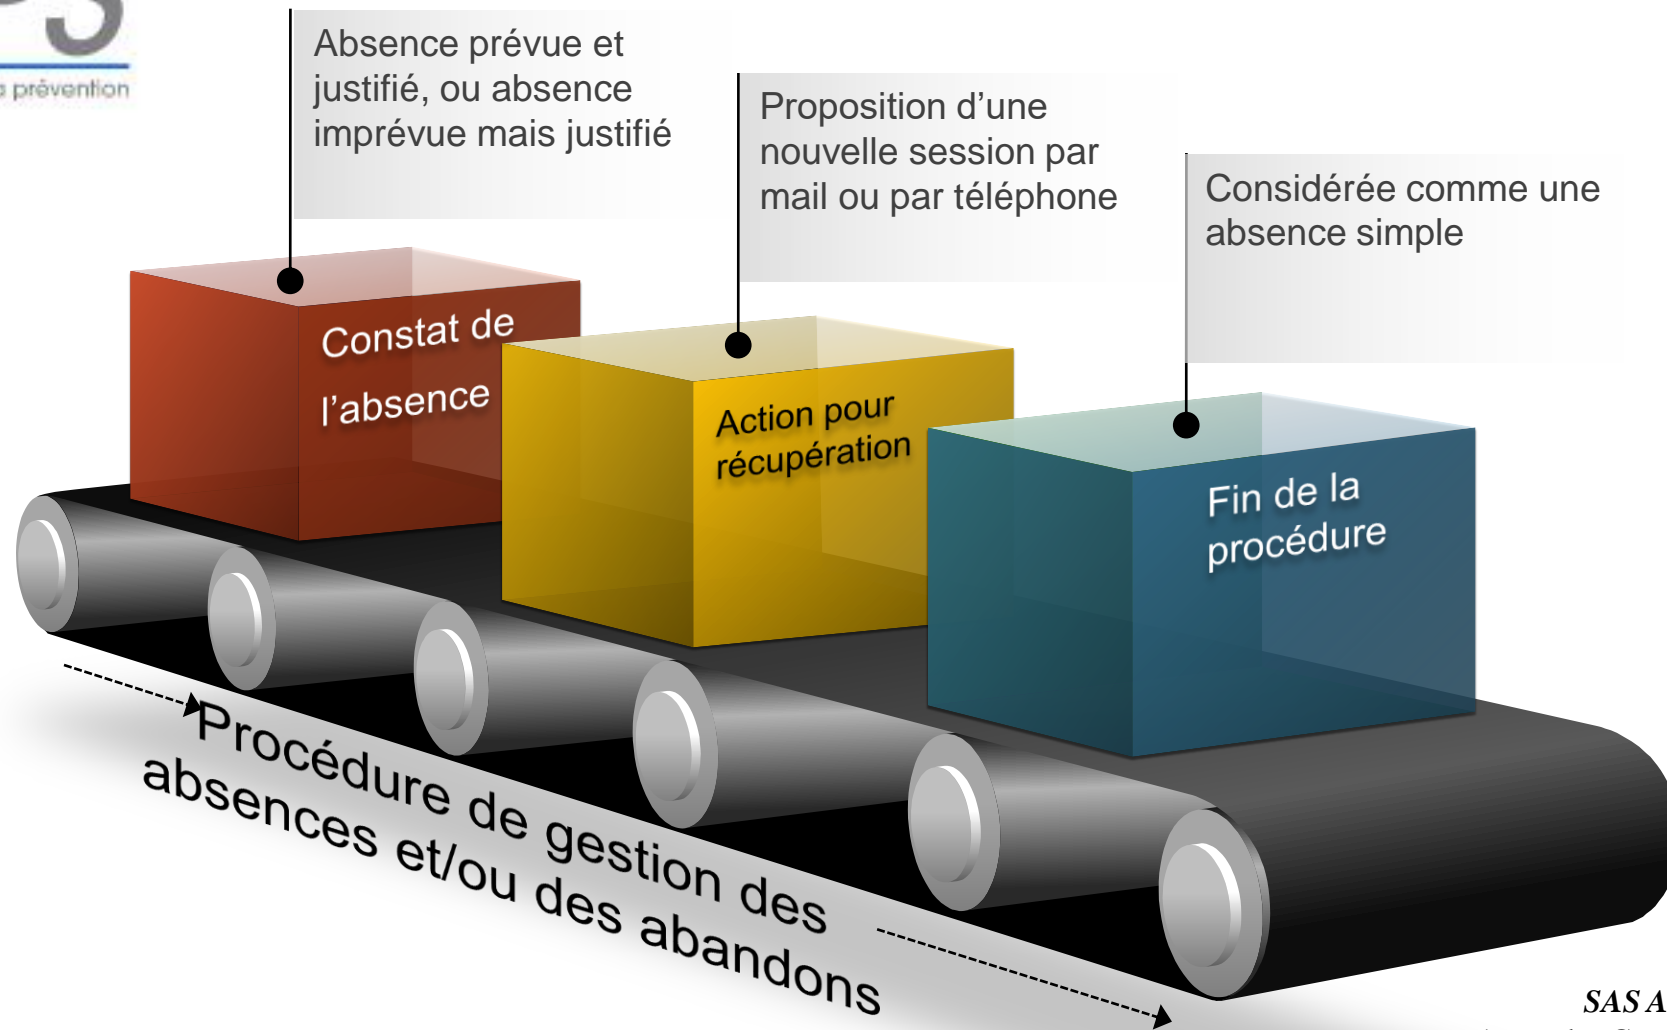 prévention
Absence prévue et
justifié, ou absence
imprévue mais justifié
Proposition d’une
nouvelle session par
mail ou par téléphone
Considérée comme une
absence simple
Constat de
l’absence
Action pour
récupération
Fin de la
procédure
Procédure de gestion des
absences et/ou des abandons
SAS A